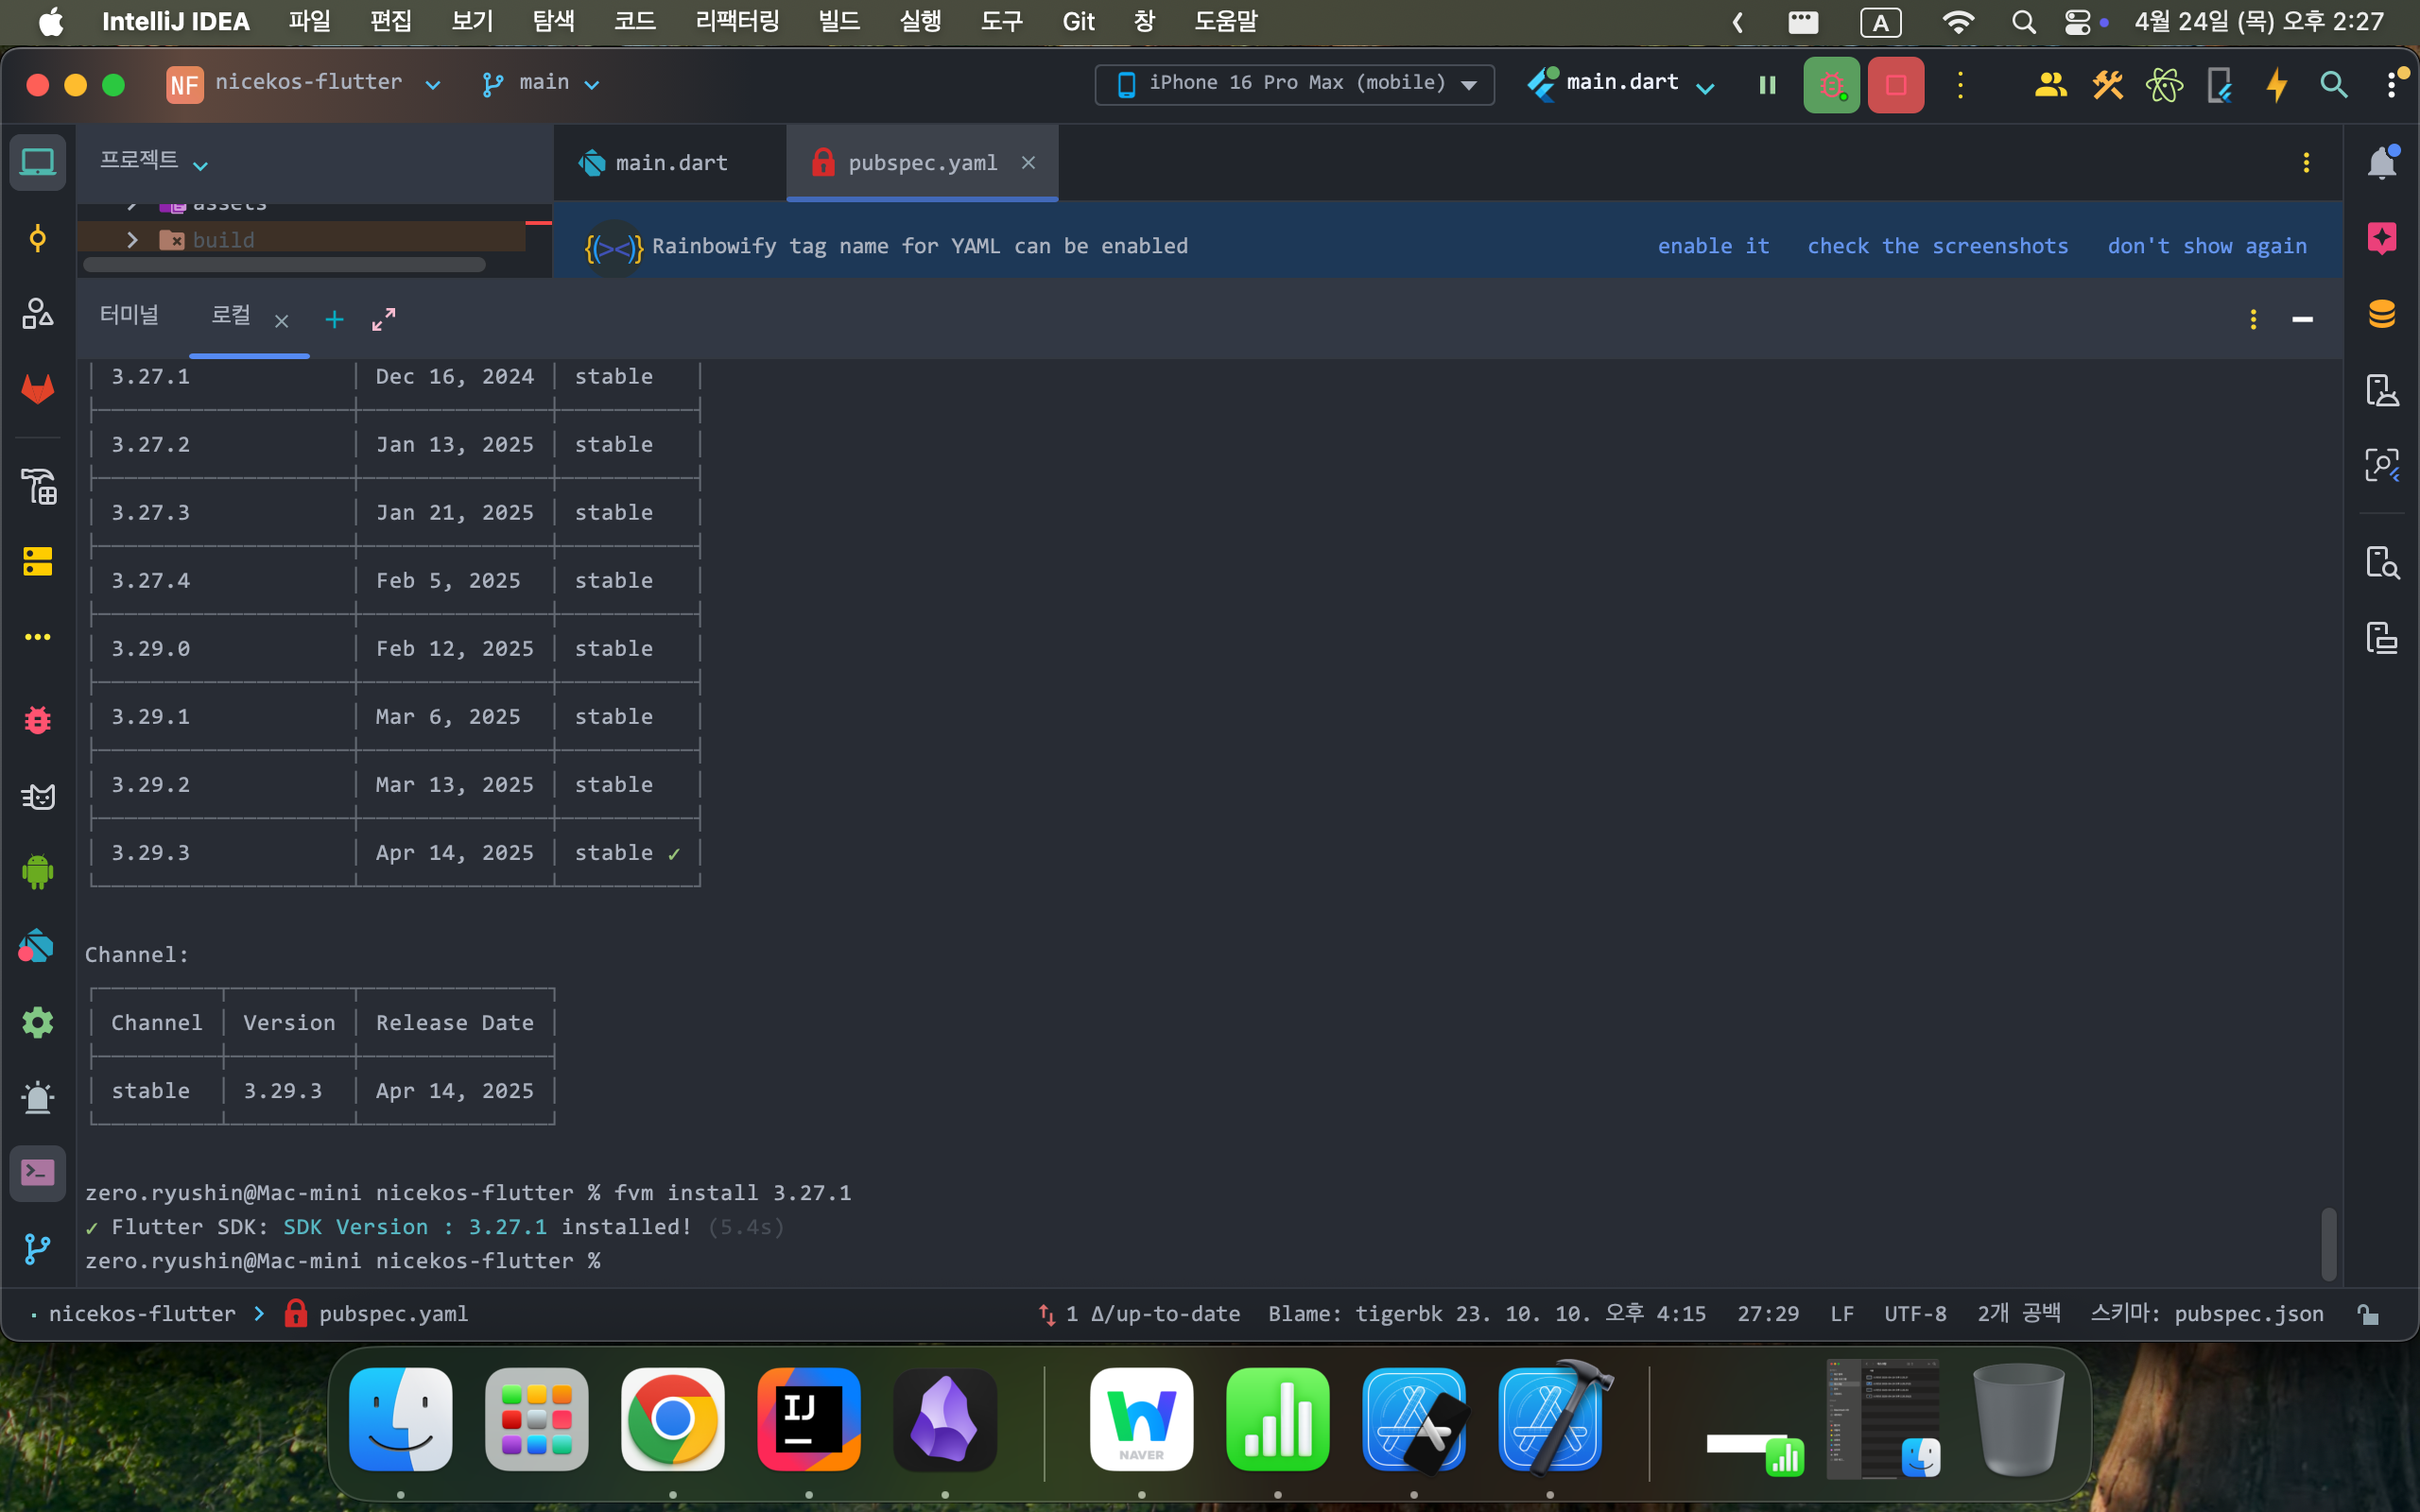 IntelliJ IDEA 파일 편집 보기 탐색 코드 리팩터링 빌드 실행 도구 Git 창 도움말 A 4월 24일 (목) 오후 2:27
NF nicekos-flutter main iPhone 16 Pro Max (mobile) main.dart
프로젝트 main.dart pubspec.yaml
assets
build
{(><)} Rainbowify tag name for YAML can be enabled enable it check the screenshots don't show again
터미널 로컬
3.27.1 Dec 16, 2024 stable
3.27.2 Jan 13, 2025 stable
3.27.3 Jan 21, 2025 stable
3.27.4 Feb 5, 2025 stable
3.29.0 Feb 12, 2025 stable
3.29.1 Mar 6, 2025 stable
3.29.2 Mar 13, 2025 stable
3.29.3 Apr 14, 2025 stable ✓
Channel:
Channel Version Release Date
stable 3.29.3 Apr 14, 2025
zero.ryushin@Mac-mini nicekos-flutter % fvm install 3.27.1
✓ Flutter SDK: SDK Version : 3.27.1 installed! (5.4s)
zero.ryushin@Mac-mini nicekos-flutter %
nicekos-flutter > pubspec.yaml 1 Δ/up-to-date Blame: tigerbk 23. 10. 10. 오후 4:15 27:29 LF UTF-8 2개 공백 스키마: pubspec.json
IJ
NAVER